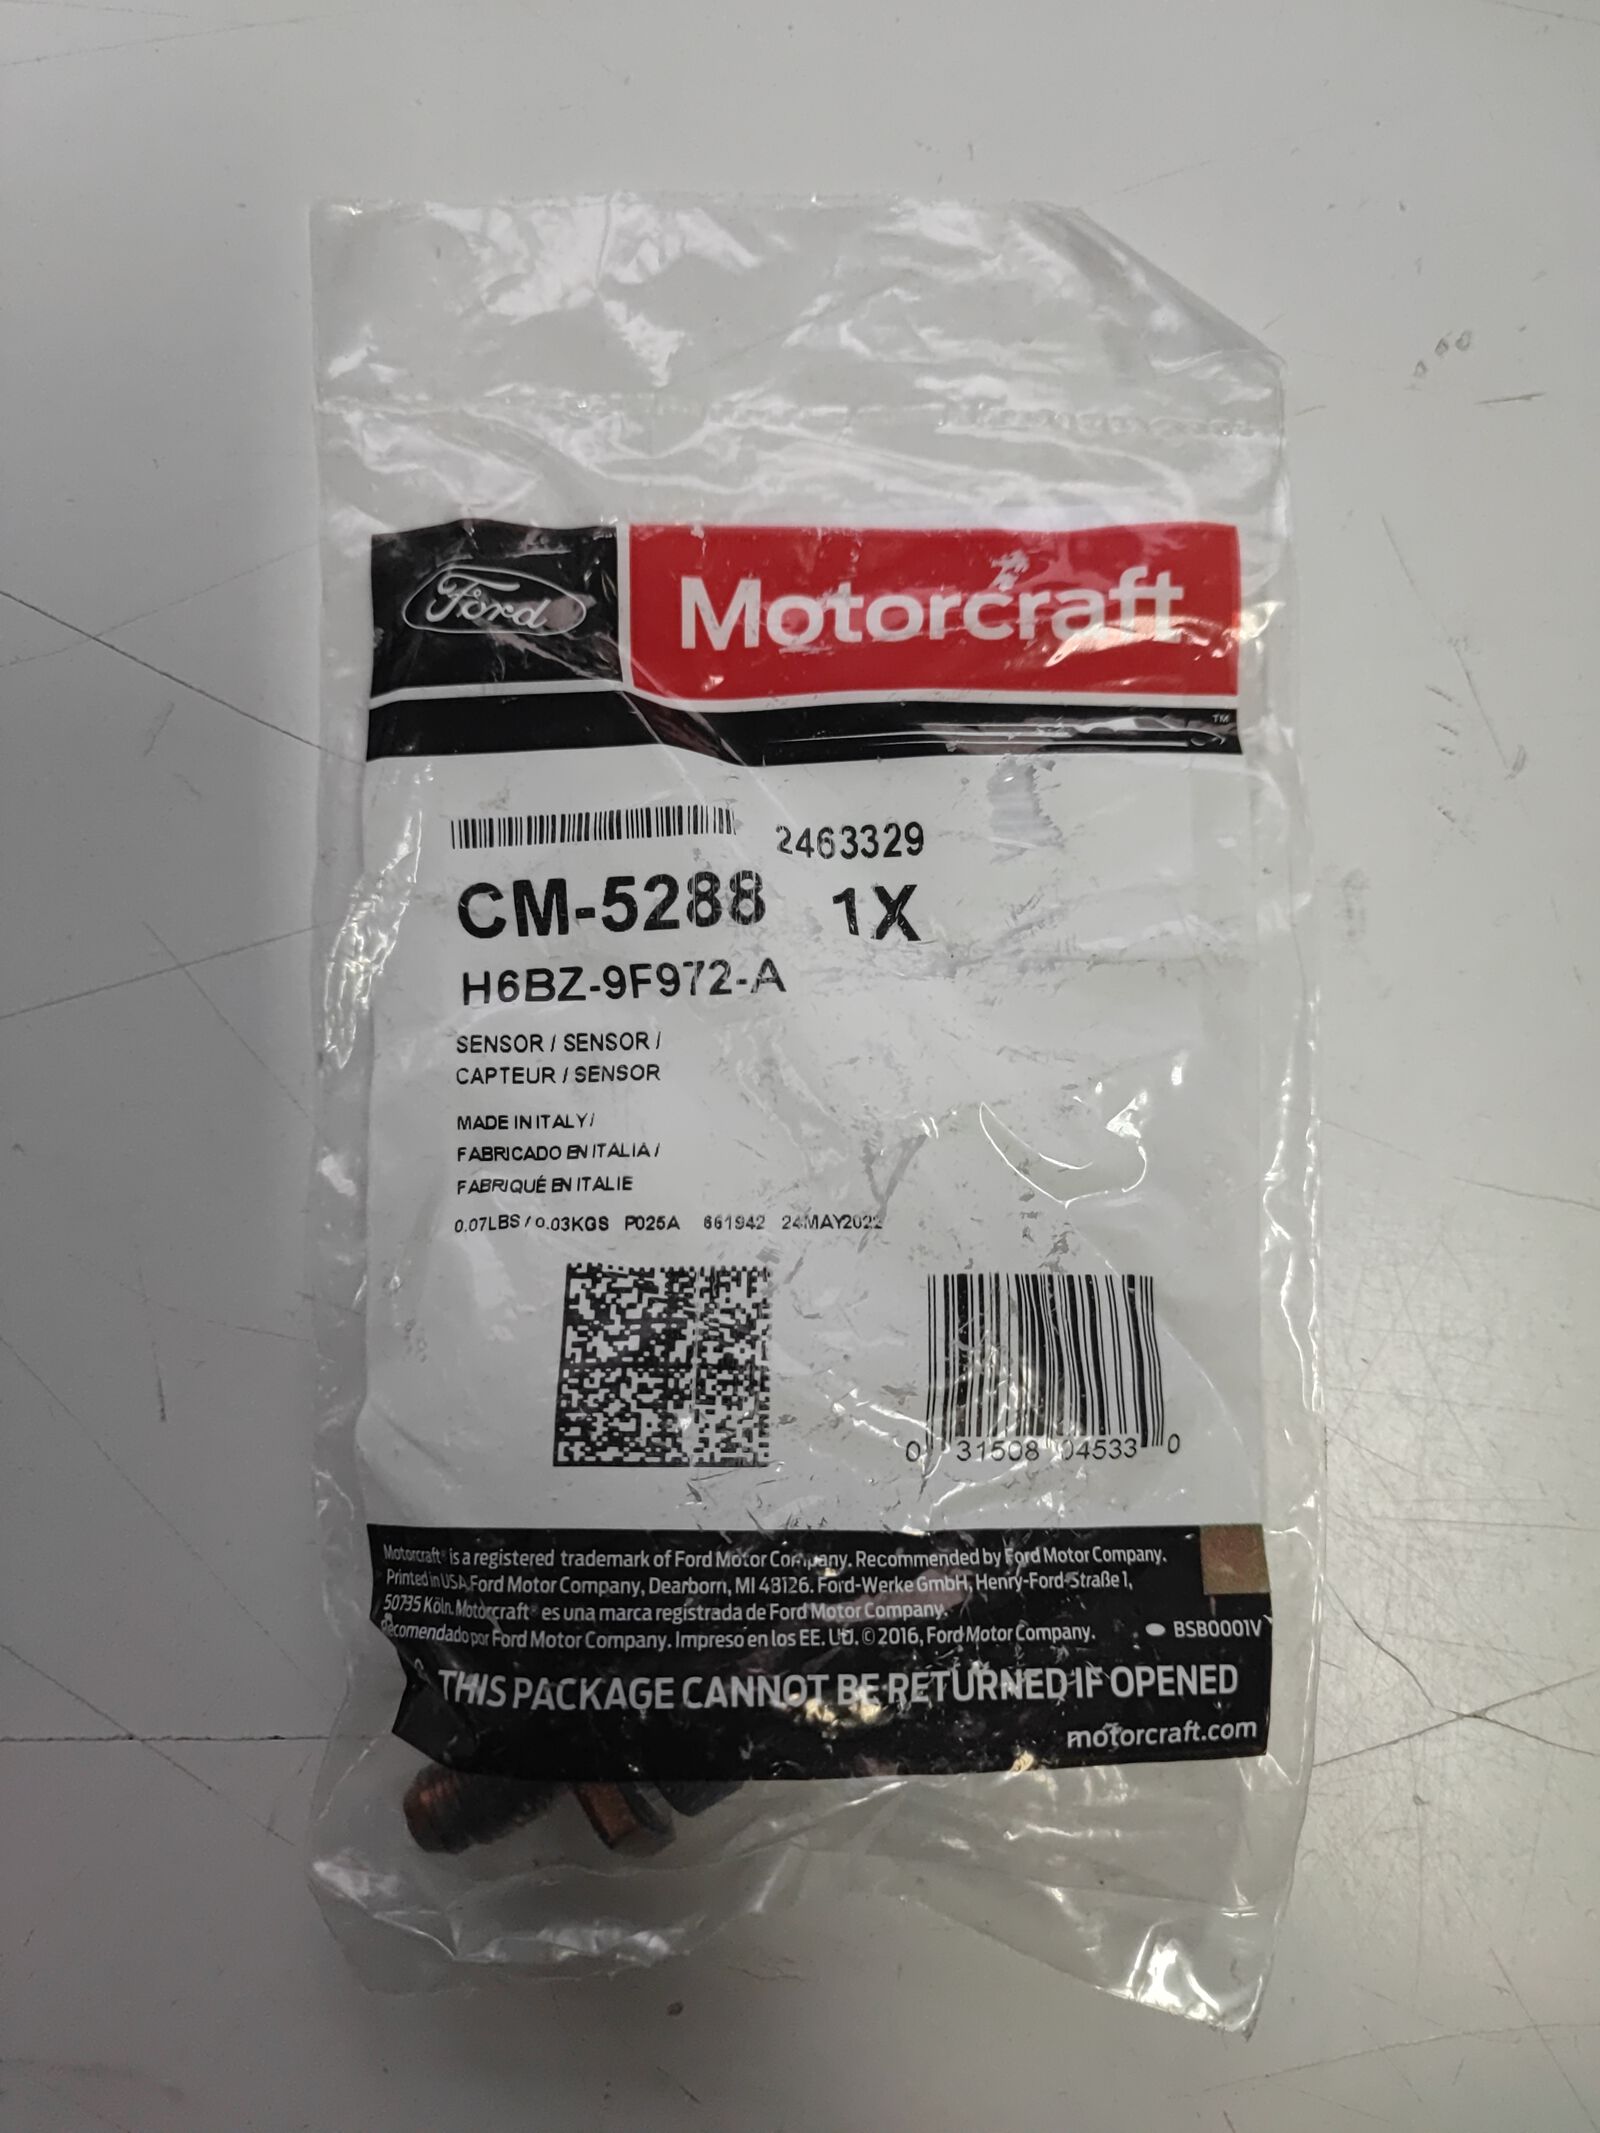 Ford Motorcraft
TM
2463329
CM-5288 1X
H6BZ-9F972-A
SENSOR / SENSOR /
CAPTEUR / SENSOR
MADE IN ITALY /
FABRICADO EN ITALIA /
FABRIQUÉ EN ITALIE
0.07LBS / 0.03KGS P025A 661942 24MAY2022
0 31508 04533 0
Motorcraft® is a registered trademark of Ford Motor Company. Recommended by Ford Motor Company.
Printed in USA, Ford Motor Company, Dearborn, MI 48126. Ford-Werke GmbH, Henry-Ford-Straße 1,
50735 Köln. Motorcraft® es una marca registrada de Ford Motor Company.
Recomendado por Ford Motor Company. Impreso en los EE. UU. © 2016, Ford Motor Company. BSB0001V
THIS PACKAGE CANNOT BE RETURNED IF OPENED
motorcraft.com